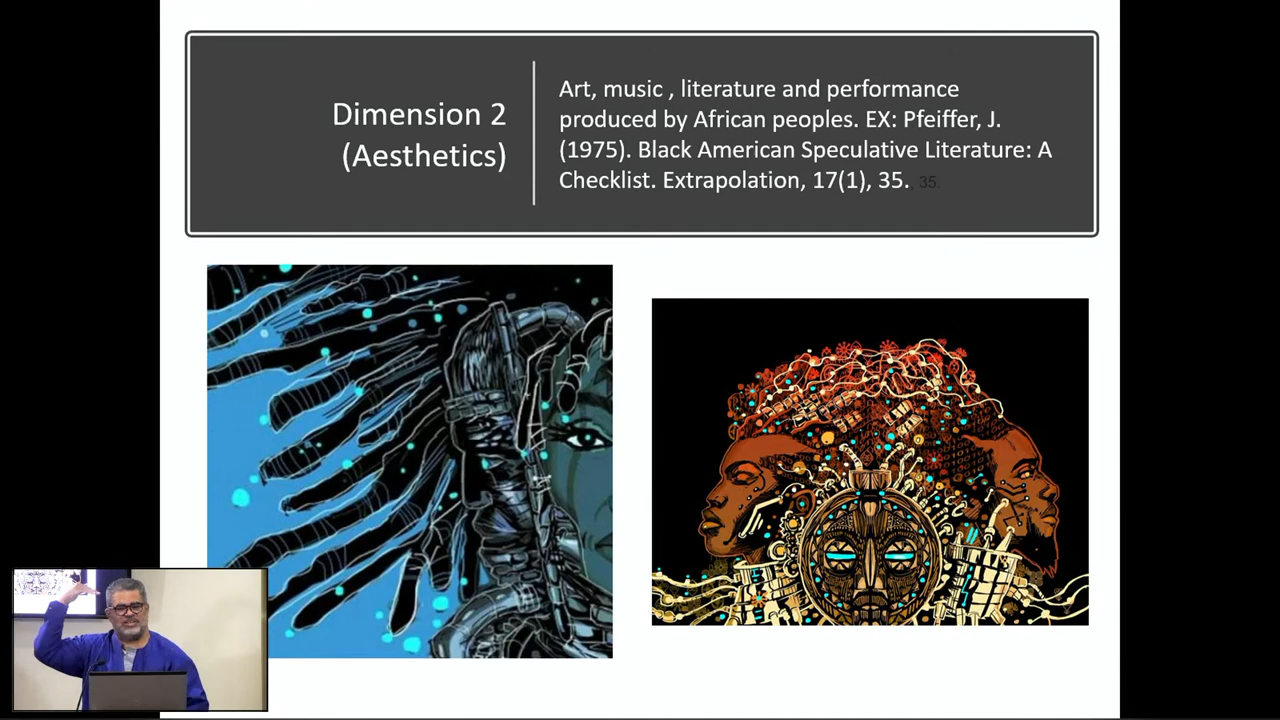 Dimension 2
(Aesthetics)
Art, music , literature and performance
produced by African peoples. EX: Pfeiffer, J.
(1975). Black American Speculative Literature: A
Checklist. Extrapolation, 17(1), 35., 35.